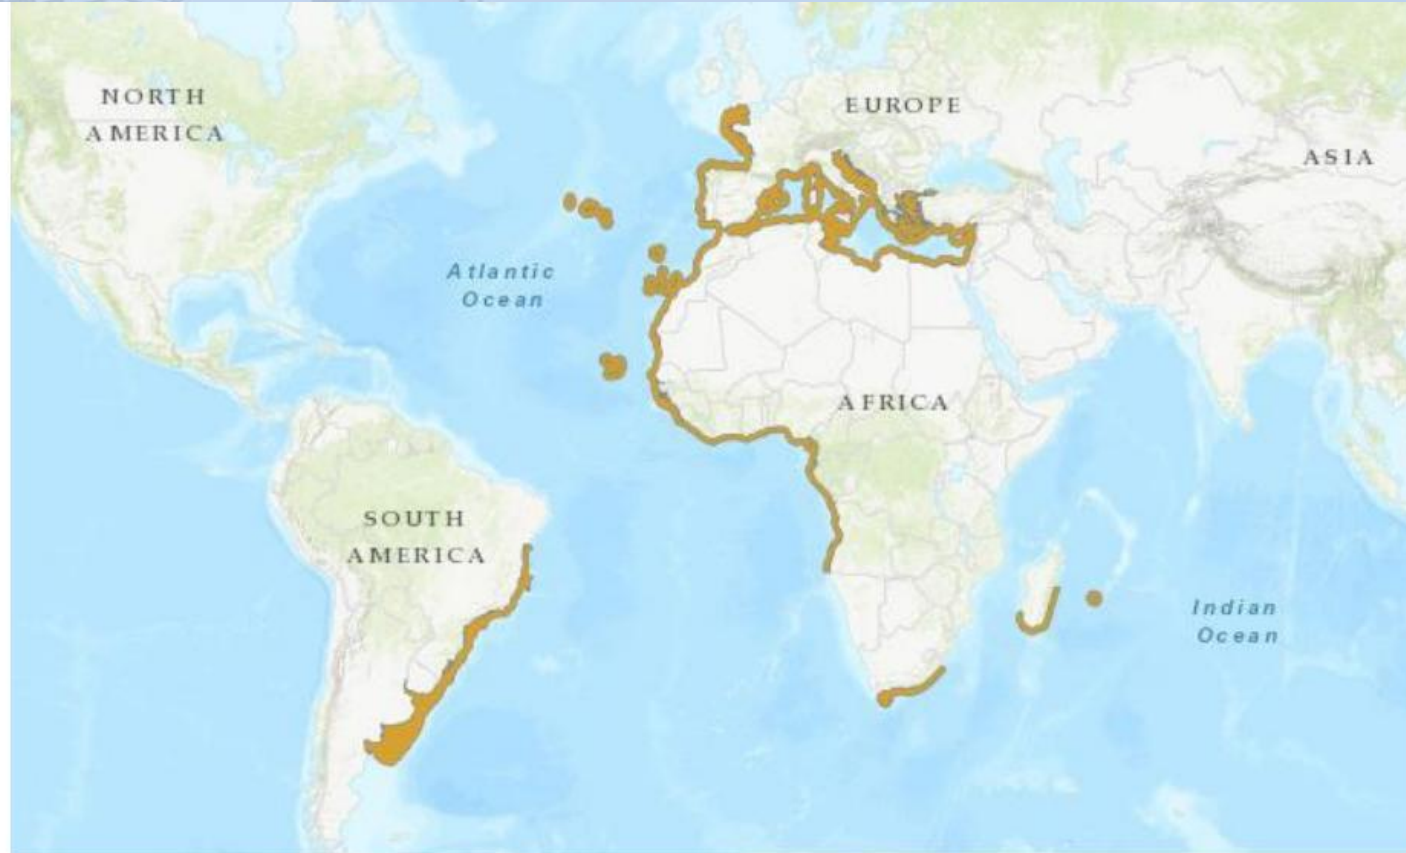 NORTH
AMERICA
EUROPE
ASIA
Atlantic
Ocean
AFRICA
SOUTH
AMERICA
Indian
Ocean